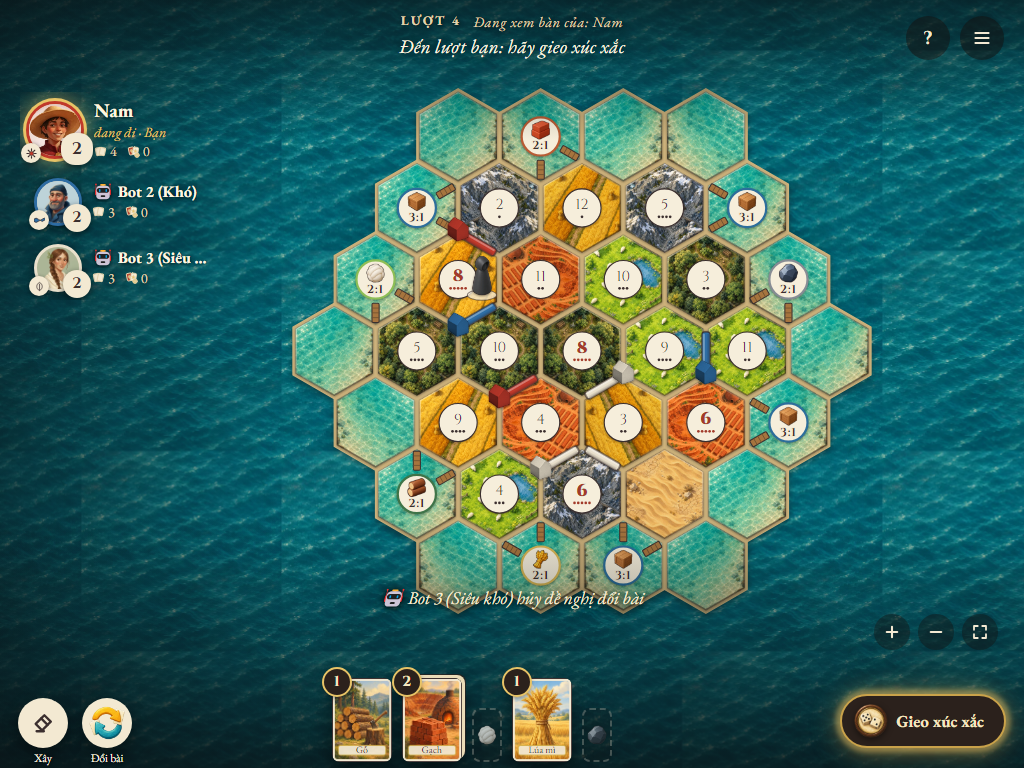 LƯỢT 4 Đang xem bàn của: Nam
Đến lượt bạn: hãy gieo xúc xắc
?
Nam
đang đi · Bạn
2
4 0
Bot 2 (Khó)
2
3 0
Bot 3 (Siêu ...
2
3 0
2:1
3:1
2
12
5
3:1
2:1
8
11
10
3
2:1
5
10
8
9
11
9
4
3
6
3:1
2:1
4
6
2:1
3:1
Bot 3 (Siêu khó) hủy đề nghị đổi bài
+ −
1
Gỗ
2
Gạch
1
Lúa mì
Xây
Đổi bài
Gieo xúc xắc